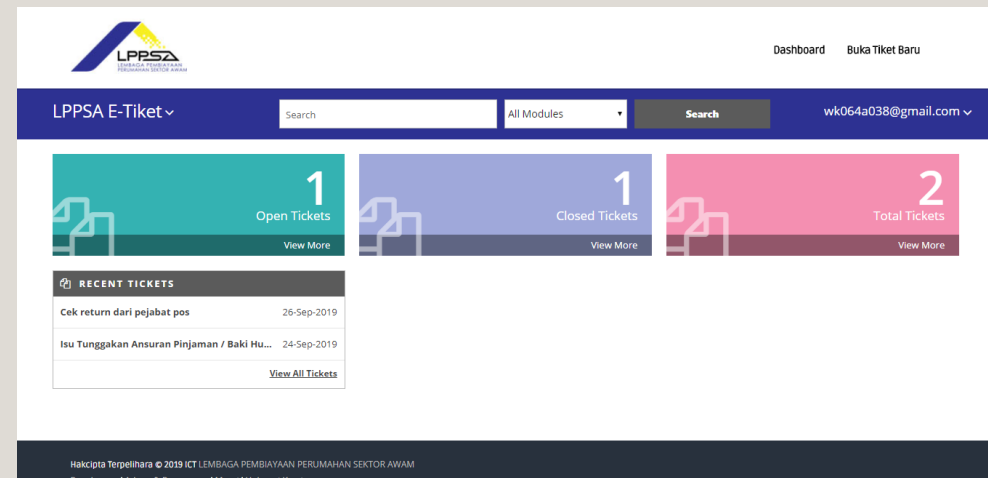 LPPSA
LEMBAGA PEMBIAYAAN
PERUMAHAN SEKTOR AWAM
Dashboard Buka Tiket Baru
LPPSA E-Tiket Search All Modules Search wk064a038@gmail.com
1
Open Tickets
View More
1
Closed Tickets
View More
2
Total Tickets
View More
RECENT TICKETS
Cek return dari pejabat pos 26-Sep-2019
Isu Tunggakan Ansuran Pinjaman / Baki Hu... 24-Sep-2019
View All Tickets
Hakcipta Terpelihara © 2019 ICT LEMBAGA PEMBIAYAAN PERUMAHAN SEKTOR AWAM